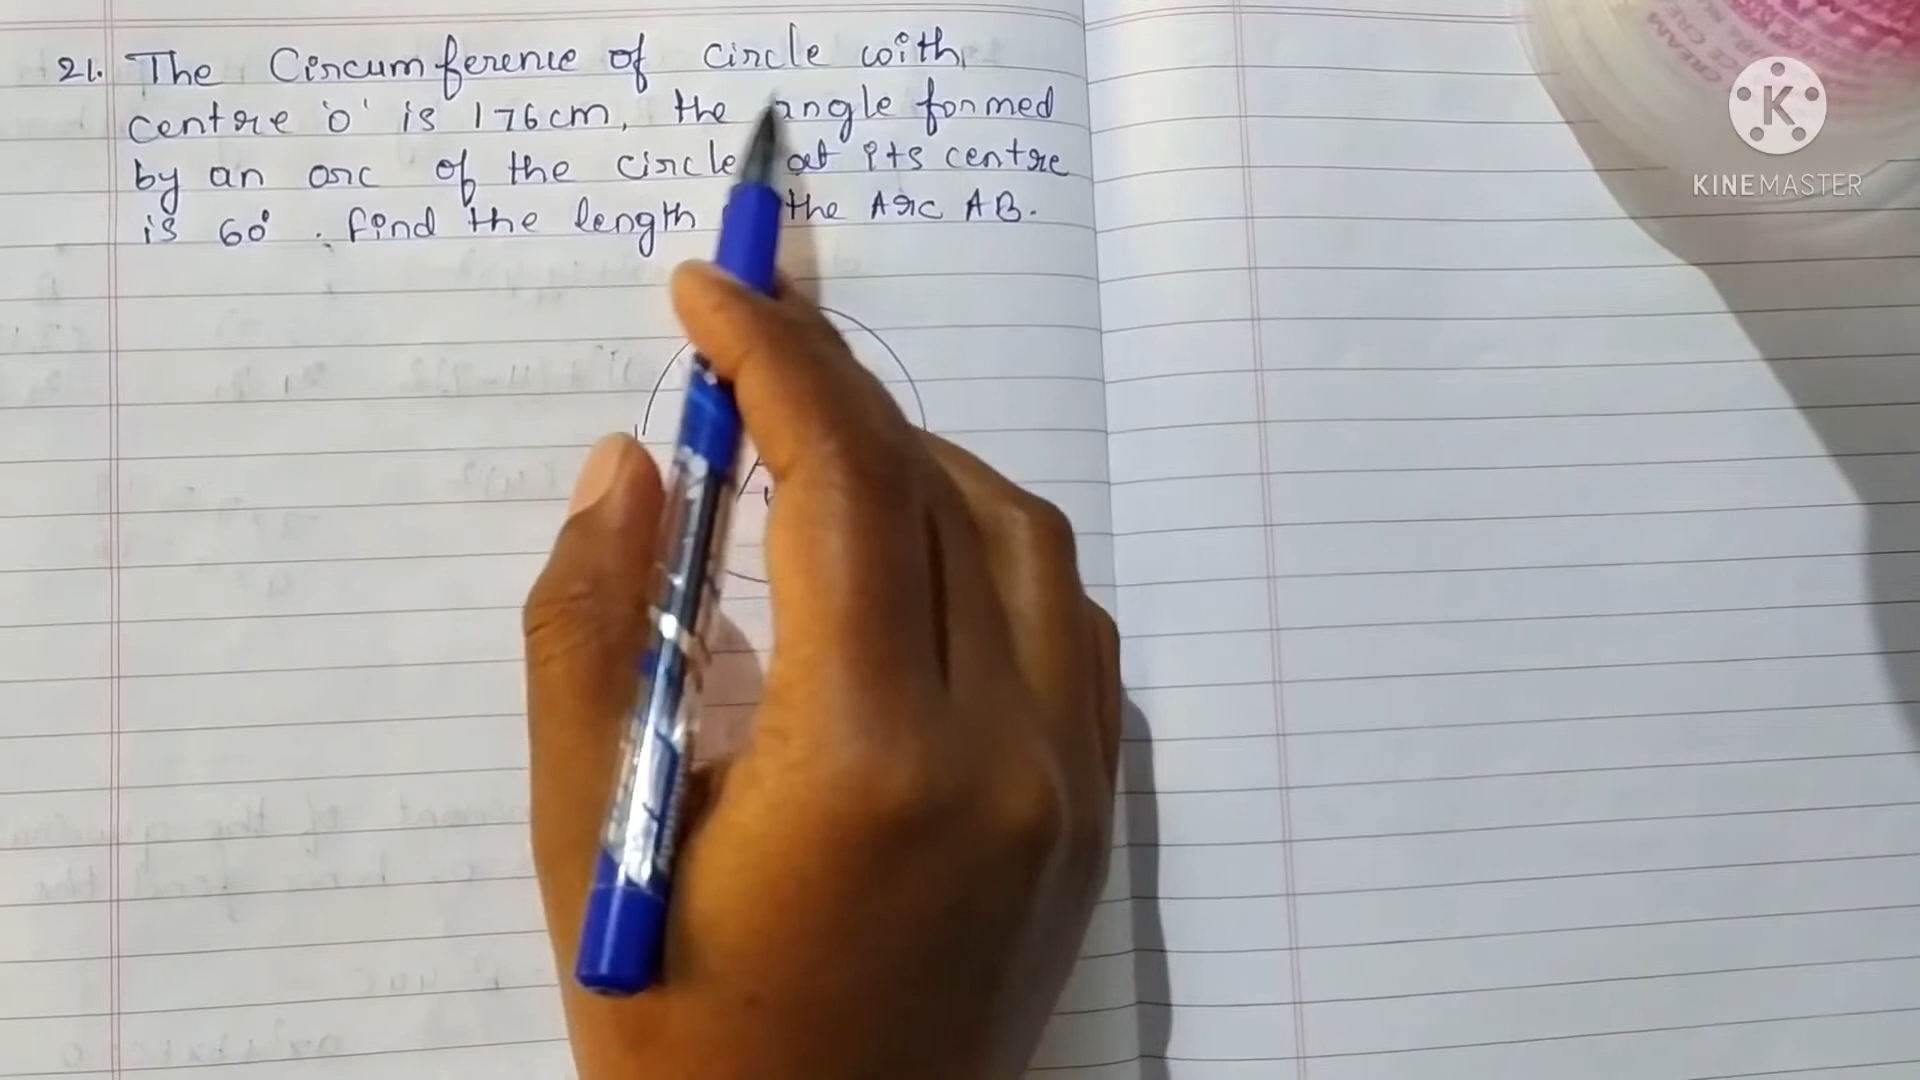 21. The Circumference of circle with
centre 'o' is 176cm, the angle formed
by an arc of the circle at its centre
is 60°. find the length the Arc AB.
K
KINEMASTER
CREAM